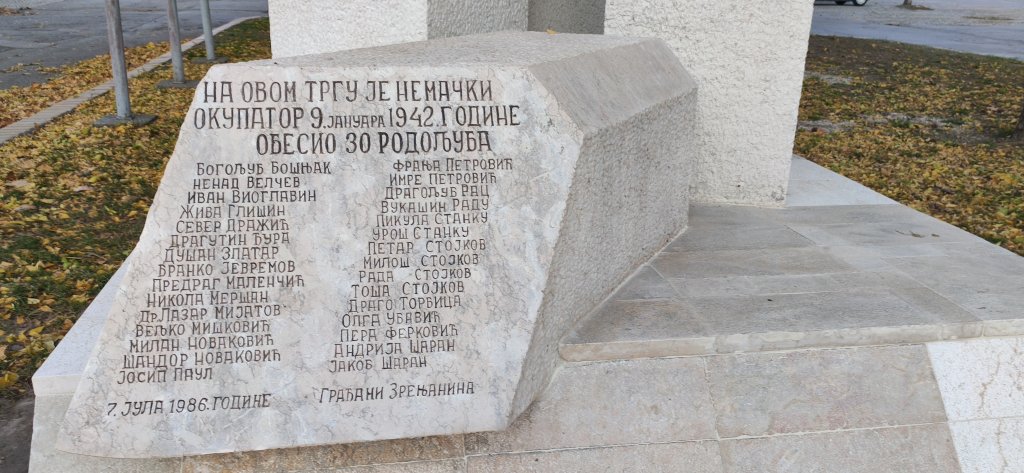 НА ОВОМ ТРГУ ЈЕ НЕМАЧКИ
ОКУПАТОР 9. ЈАНУАРА 1942. ГОДИНЕ
ОБЕСИО 30 РОДОЉУБА
БОГОЉУБ БОШЊАК
НЕНАД ВЕЛЧЕВ
ИВАН ВИОГЛАВИН
ЖИВА ГЛИШИН
СЕВЕР ДРАЖИЋ
ДРАГУТИН ЂУРА
ДУШАН ЗЛАТАР
БРАНКО ЈЕВРЕМОВ
ПРЕДРАГ МАЛЕНЧИЋ
НИКОЛА МЕРШАН
ДР. ЛАЗАР МИЈАТОВ
ВЕЉКО МИШКОВИЋ
МИЛАН НОВАКОВИЋ
ШАНДОР НОВАКОВИЋ
ЈОСИП ПАУЛ
ФРАЊА ПЕТРОВИЋ
ИМРЕ ПЕТРОВИЋ
ДРАГОЉУБ РАЦ
ВУКАШИН РАДУ
ПИКУЛА СТАНКУ
УРОШ СТАНКУ
ПЕТАР СТОЈКОВ
МИЛОШ СТОЈКОВ
РАДА СТОЈКОВ
ТОША СТОЈКОВ
ДРАГО ТОРБИЦА
ОЛГА УБАВИЋ
ПЕРА ФЕРКОВИЋ
АНДРИЈА ШАРАН
ЈАКОБ ШАРАН
7. ЈУЛА 1986. ГОДИНЕ
ГРАЂАНИ ЗРЕЊАНИНА